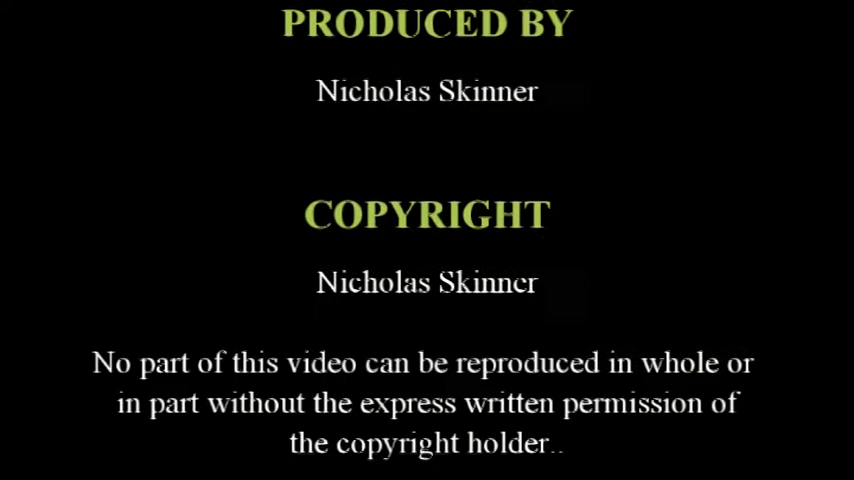 PRODUCED BY
Nicholas Skinner
COPYRIGHT
Nicholas Skinner
No part of this video can be reproduced in whole or
in part without the express written permission of
the copyright holder..